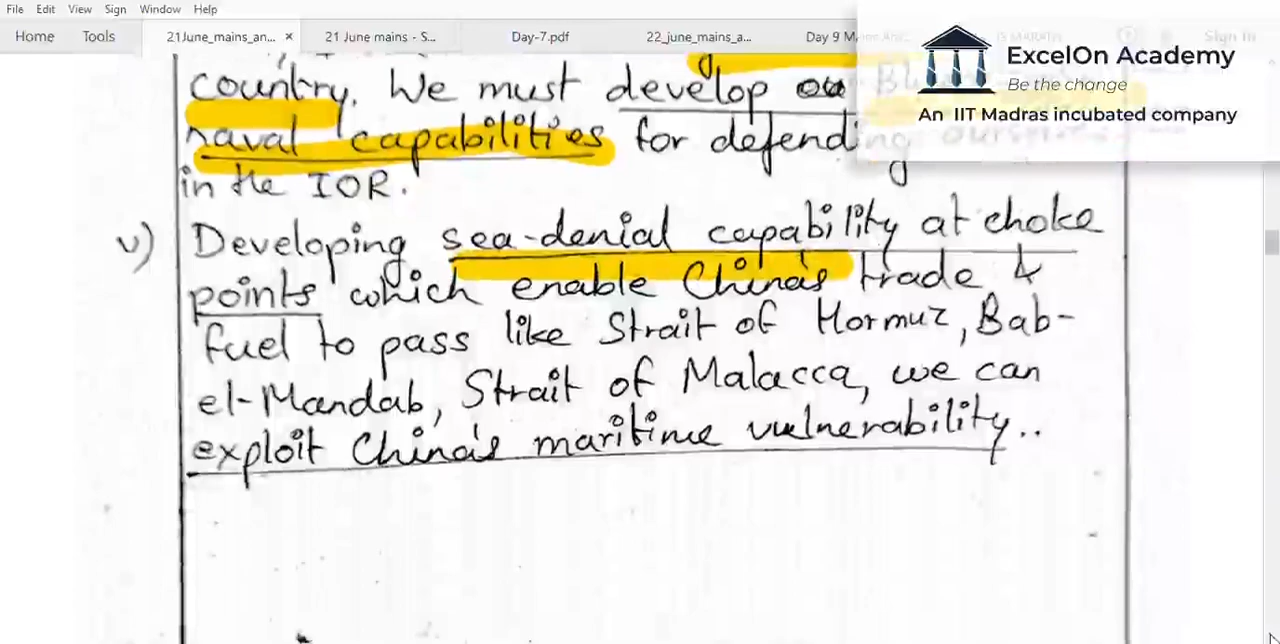 File Edit View Sign Window Help
Home Tools 21June_mains_an... × 21 June mains - S... Day-7.pdf 22_june_mains_a... Day 9 M Sign In
ExcelOn Academy
Be the change
An IIT Madras incubated company
country. We must develop our Bl
naval capabilities for defending
in the IOR.
v) Developing sea-denial capability at choke
points which enable China's trade &
fuel to pass like Strait of Hormuz, Bab-
el-Mandab, Strait of Malacca, we can
exploit China's maritime vulnerability..